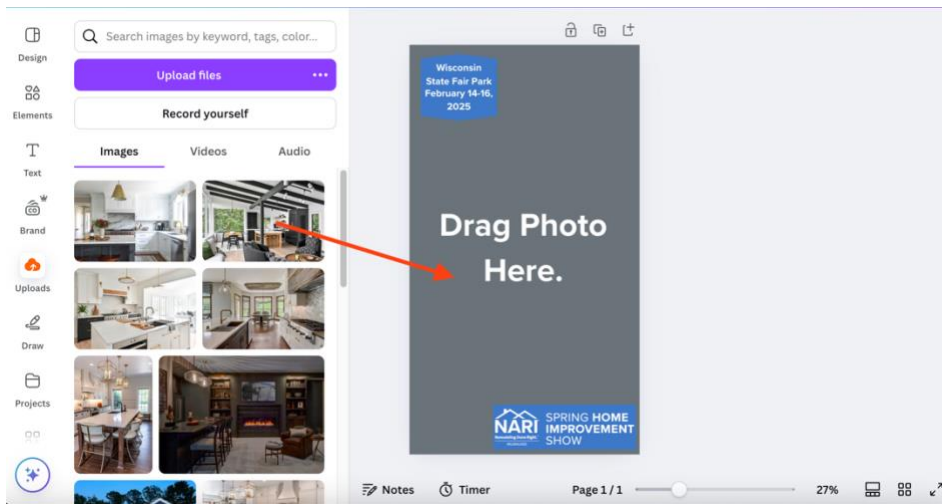 Design
Elements
Text
Brand
Uploads
Draw
Projects
Search images by keyword, tags, color...
Upload files
Record yourself
Images Videos Audio
Wisconsin
State Fair Park
February 14-16,
2025
Drag Photo
Here.
NARI
SPRING HOME
IMPROVEMENT
SHOW
Notes Timer Page 1 / 1 27%